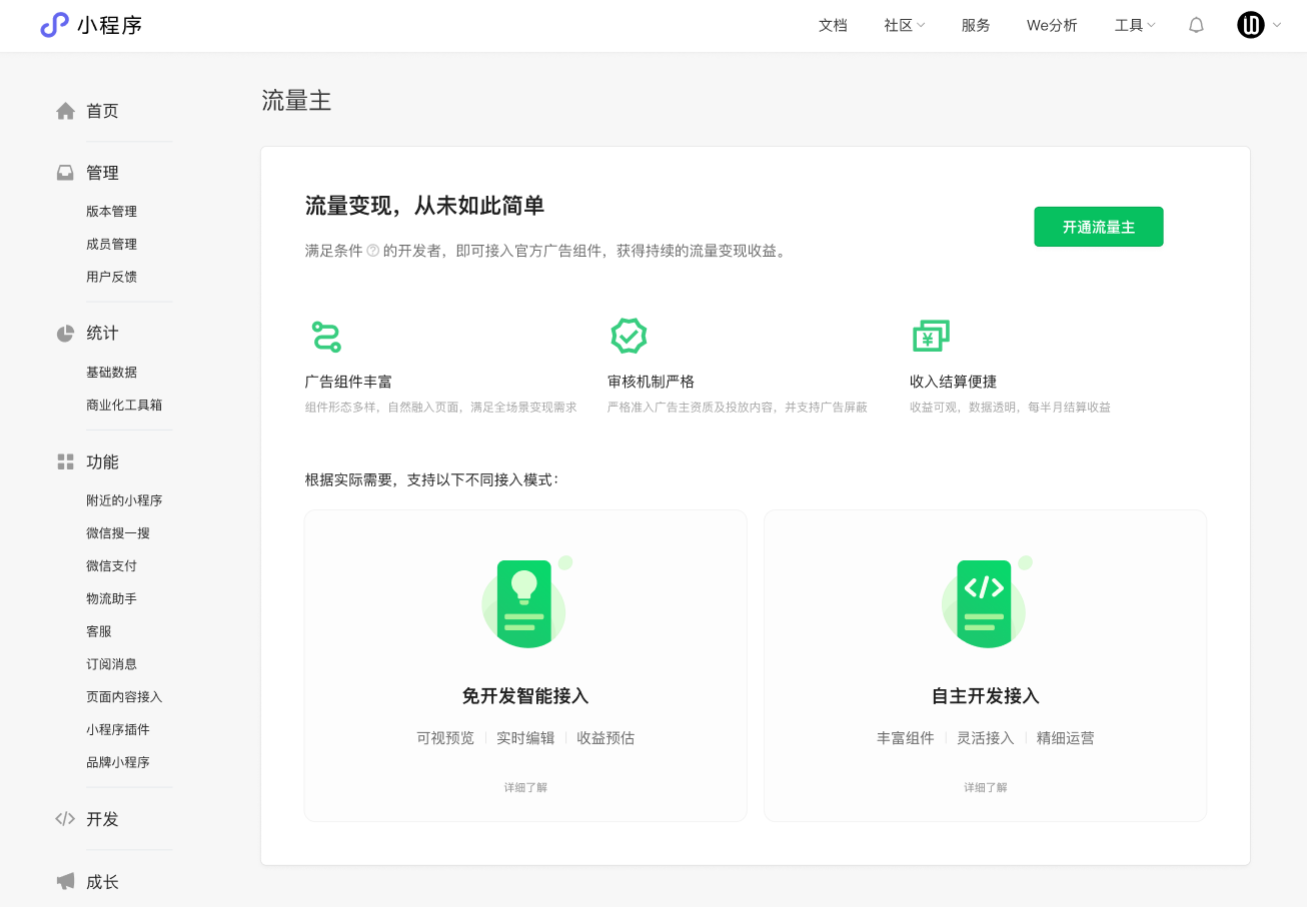 小程序
文档 社区 服务 We分析 工具
首页
管理
版本管理
成员管理
用户反馈
统计
基础数据
商业化工具箱
功能
附近的小程序
微信搜一搜
微信支付
物流助手
客服
订阅消息
页面内容接入
小程序插件
品牌小程序
开发
成长
流量主
流量变现，从未如此简单
满足条件 ? 的开发者，即可接入官方广告组件，获得持续的流量变现收益。
开通流量主
广告组件丰富
组件形态多样，自然融入页面，满足全场景变现需求
审核机制严格
严格准入广告主资质及投放内容，并支持广告屏蔽
收入结算便捷
收益可观，数据透明，每半月结算收益
根据实际需要，支持以下不同接入模式：
免开发智能接入
可视预览 | 实时编辑 | 收益预估
详细了解
自主开发接入
丰富组件 | 灵活接入 | 精细运营
详细了解